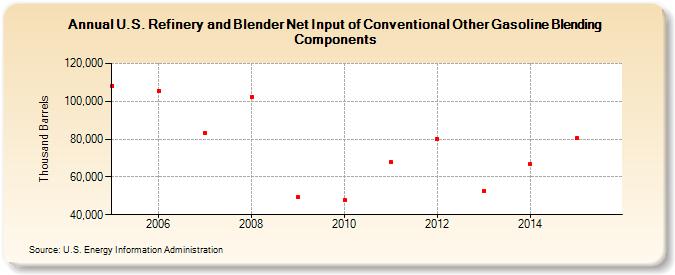 Annual U.S. Refinery and Blender Net Input of Conventional Other Gasoline Blending
Components
Thousand Barrels
120,000
100,000
80,000
60,000
40,000
2006
2008
2010
2012
2014
Source: U.S. Energy Information Administration